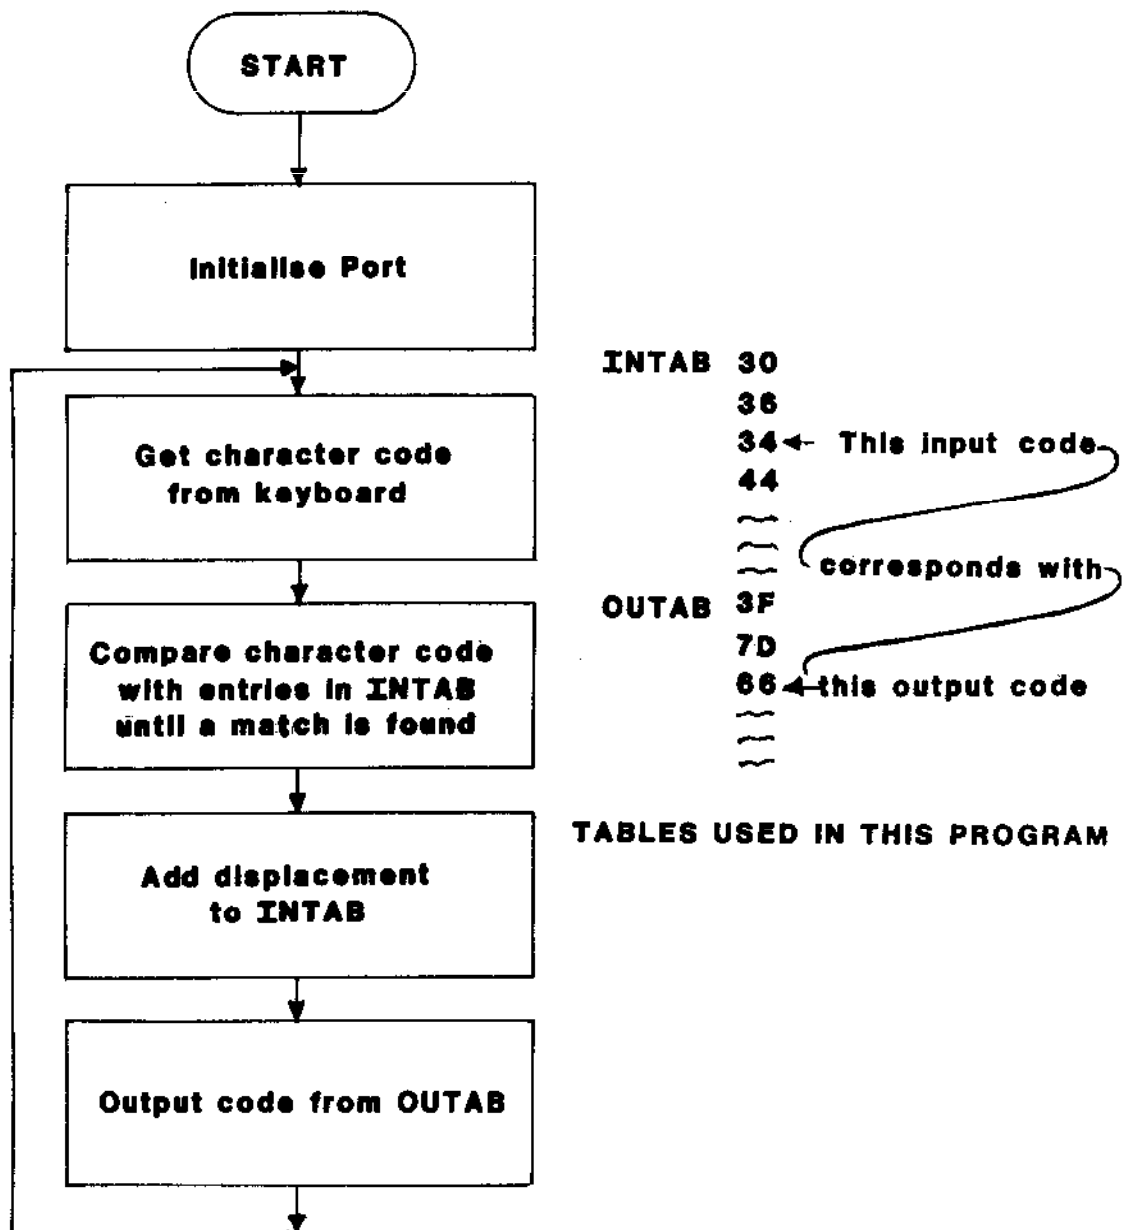 START
Initialise Port
Get character code
from keyboard
Compare character code
with entries in INTAB
until a match is found
Add displacement
to INTAB
Output code from OUTAB
INTAB 30
36
34 This input code
44
corresponds with
OUTAB 3F
7D
66 this output code
TABLES USED IN THIS PROGRAM